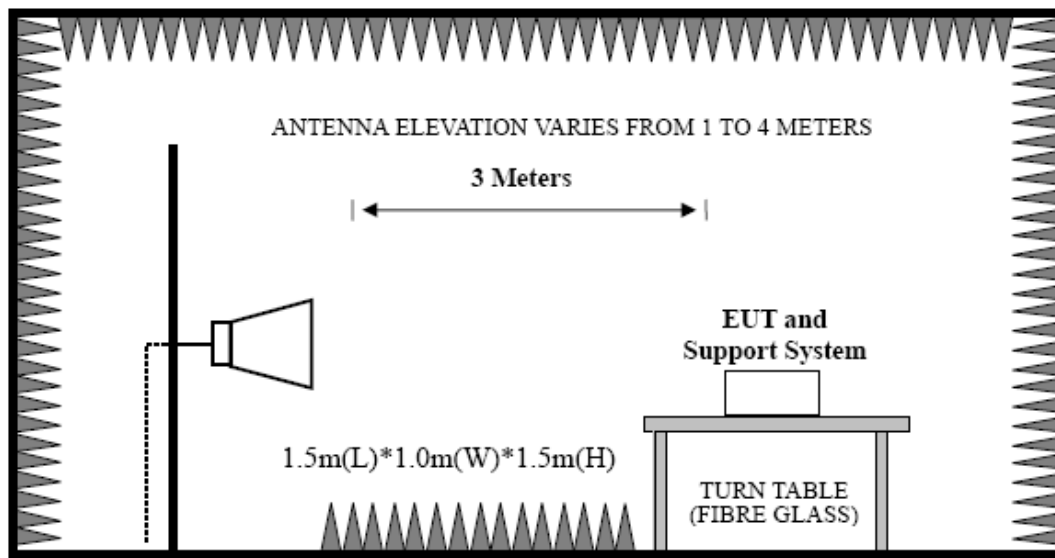 ANTENNA ELEVATION VARIES FROM 1 TO 4 METERS
3 Meters
EUT and
Support System
1.5m(L)*1.0m(W)*1.5m(H)
TURN TABLE
(FIBRE GLASS)